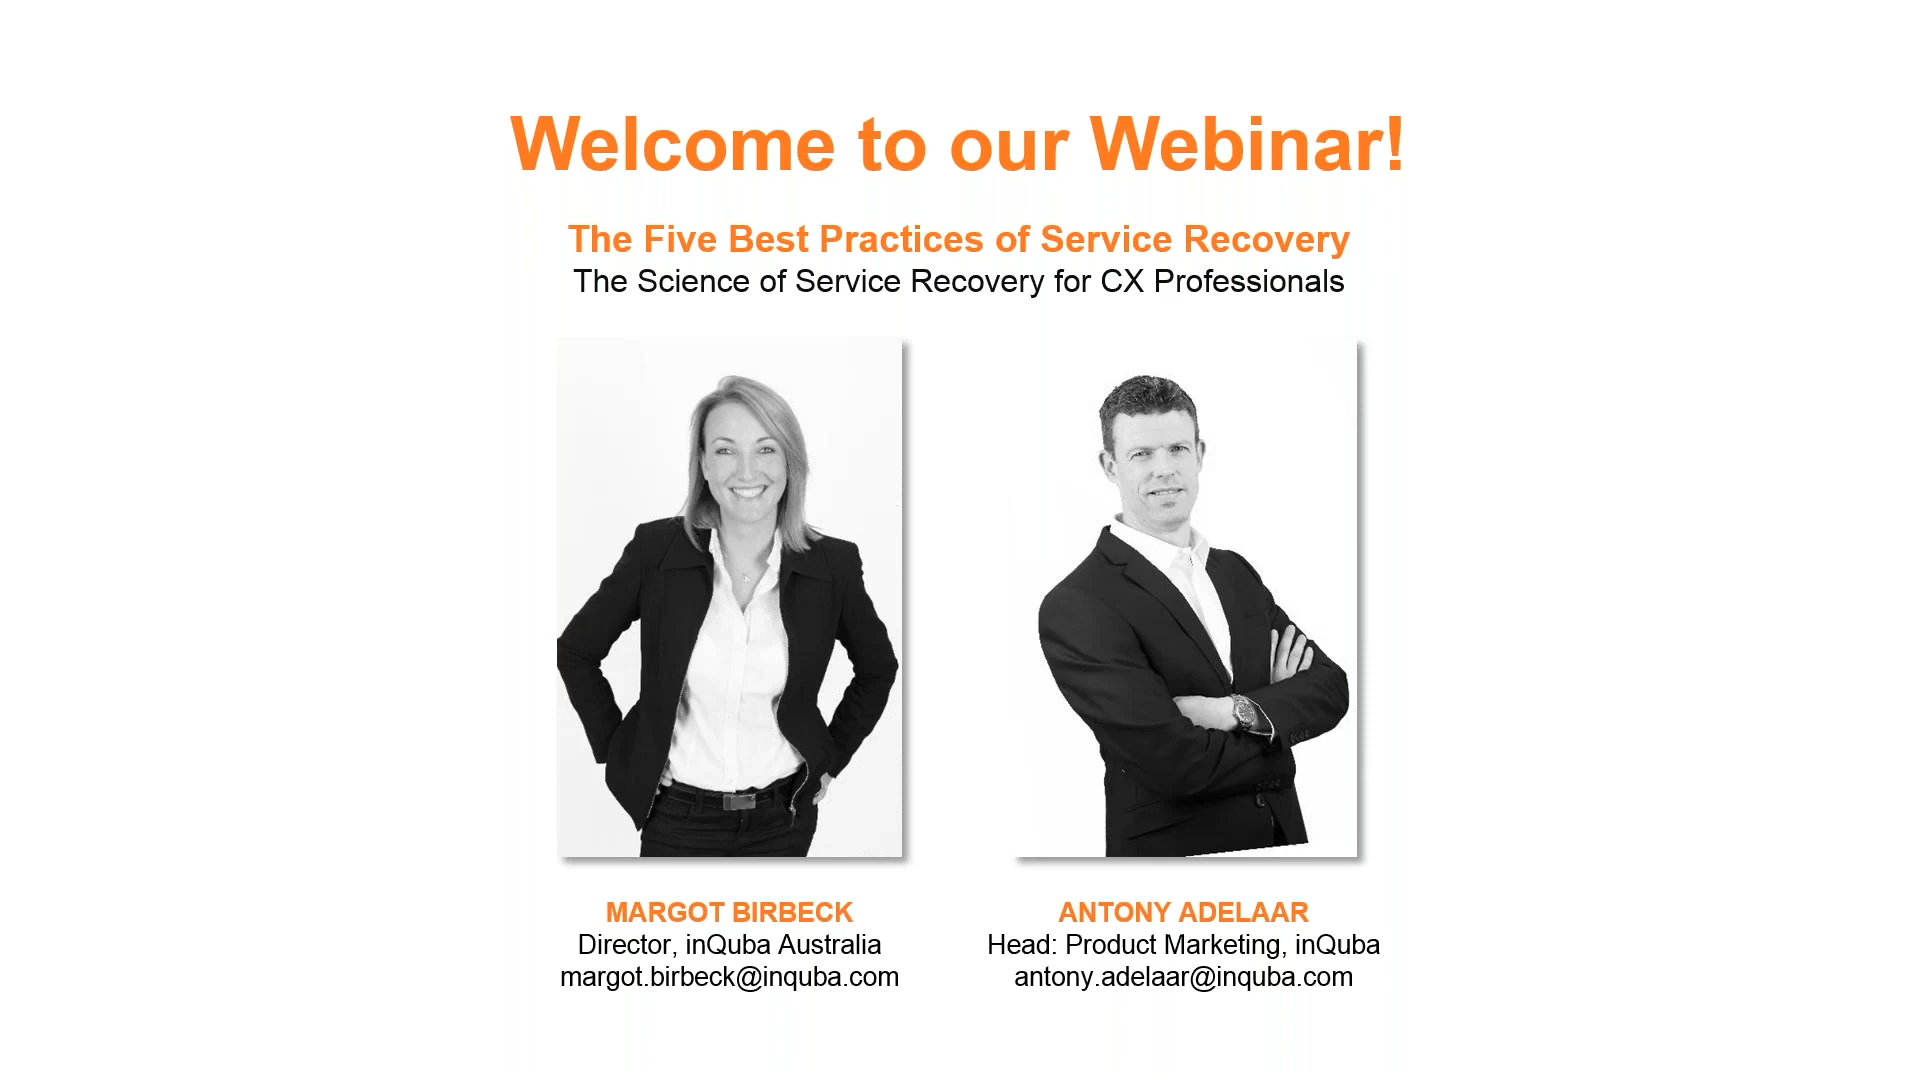 Welcome to our Webinar!
The Five Best Practices of Service Recovery
The Science of Service Recovery for CX Professionals
MARGOT BIRBECK
Director, inQuba Australia
margot.birbeck@inquba.com
ANTONY ADELAAR
Head: Product Marketing, inQuba
antony.adelaar@inquba.com